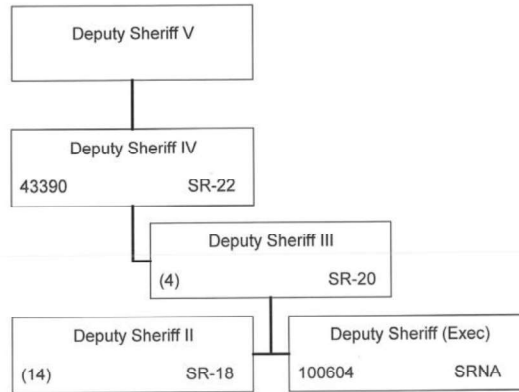 Deputy Sheriff V
Deputy Sheriff IV
43390 SR-22
Deputy Sheriff III
(4) SR-20
Deputy Sheriff II
(14) SR-18
Deputy Sheriff (Exec)
100604 SRNA